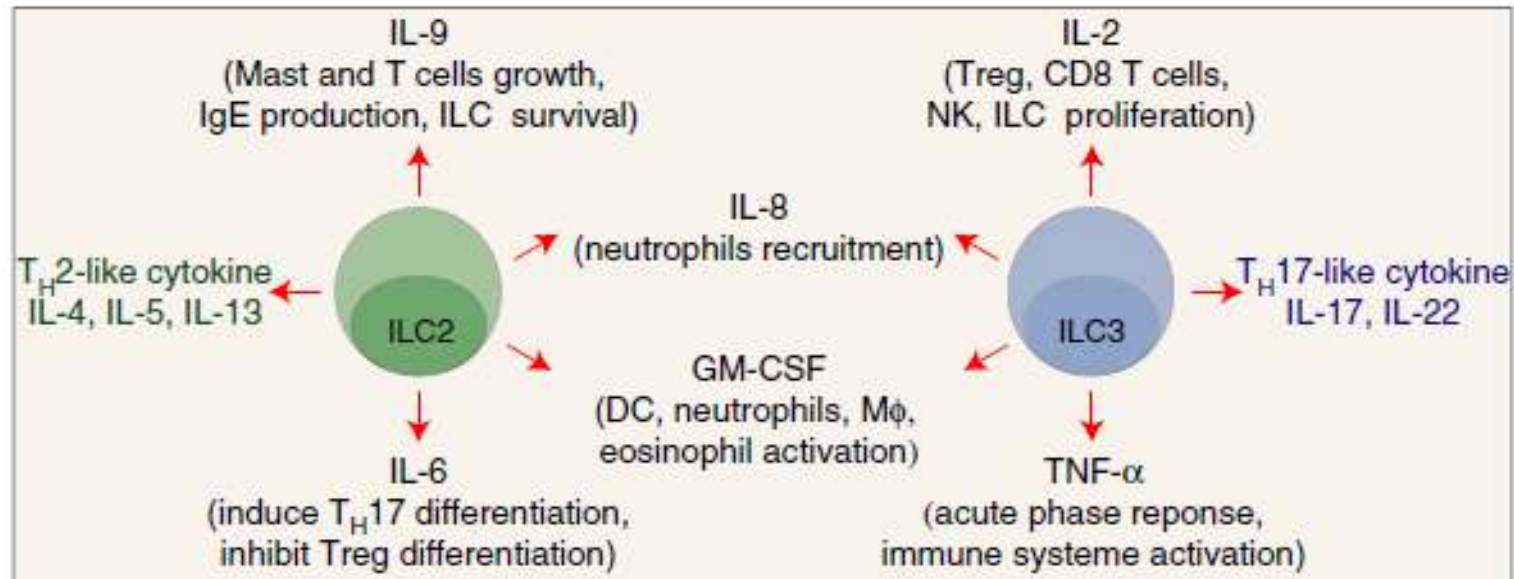 IL-9
(Mast and T cells growth,
IgE production, ILC survival)
IL-2
(Treg, CD8 T cells,
NK, ILC proliferation)
IL-8
(neutrophils recruitment)
TH2-like cytokine
IL-4, IL-5, IL-13
ILC2
ILC3
TH17-like cytokine
IL-17, IL-22
GM-CSF
(DC, neutrophils, Mϕ,
eosinophil activation)
IL-6
(induce TH17 differentiation,
inhibit Treg differentiation)
TNF-α
(acute phase reponse,
immune systeme activation)